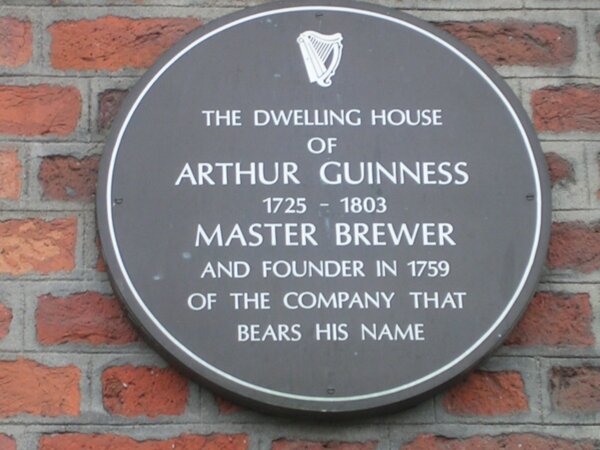 THE DWELLING HOUSE
OF
ARTHUR GUINNESS
1725 - 1803
MASTER BREWER
AND FOUNDER IN 1759
OF THE COMPANY THAT
BEARS HIS NAME